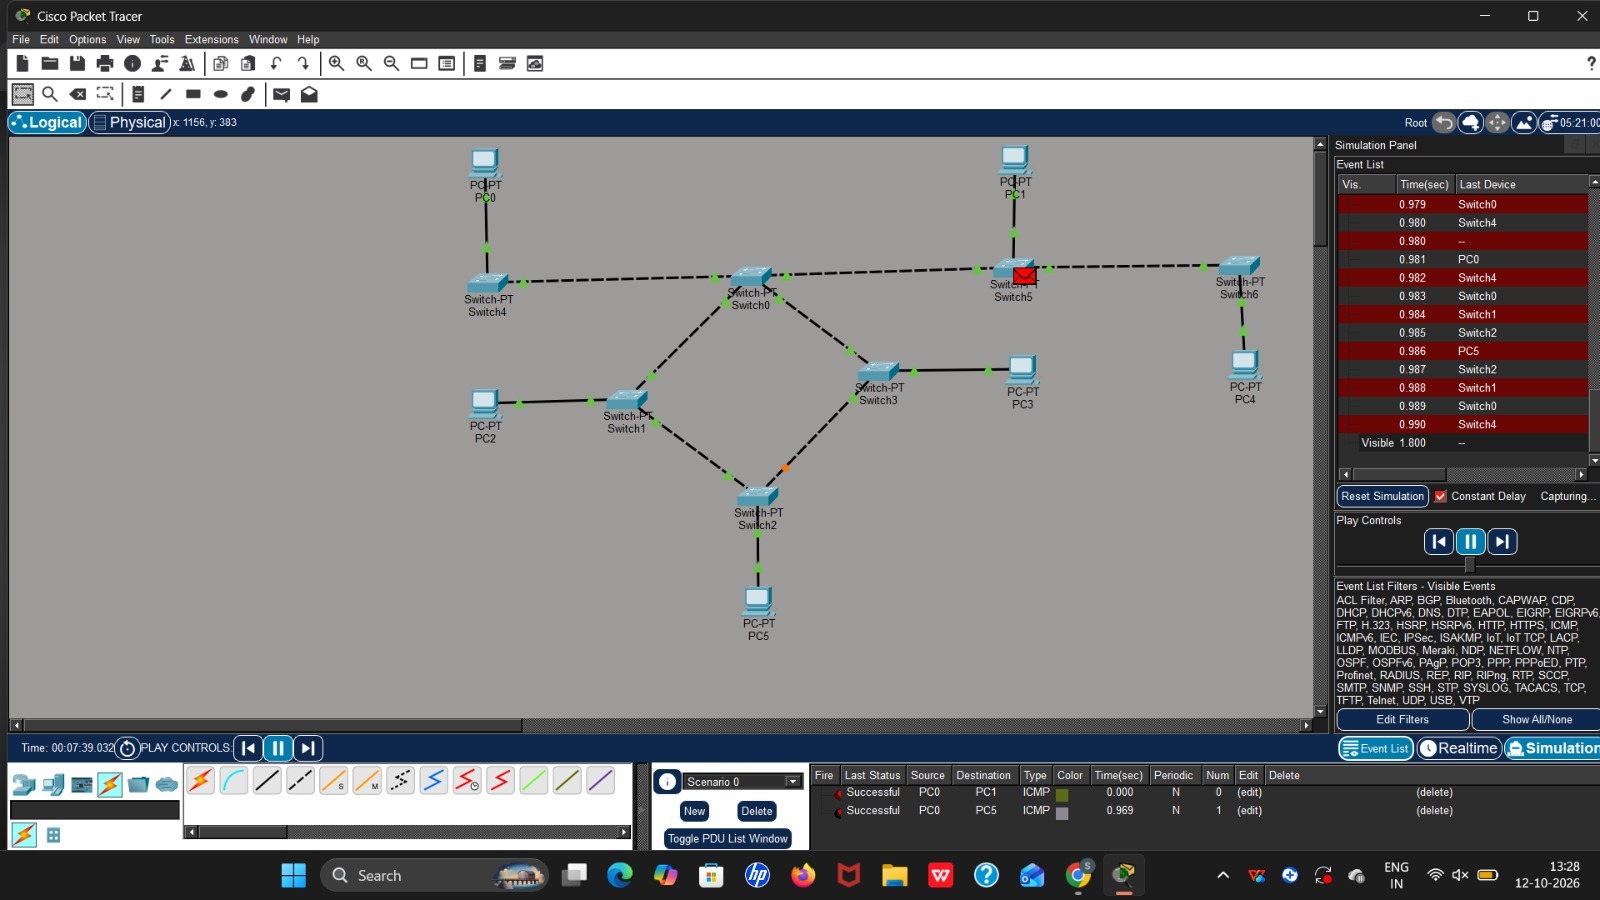 Cisco Packet Tracer
File Edit Options View Tools Extensions Window Help
Logical Physical x: 1156, y: 383
Root 05:21:00
PC-PT
PC0
PC-PT
PC1
Switch-PT
Switch4
Switch-PT
Switch0
Switch-PT
Switch5
Switch-PT
Switch6
PC-PT
PC2
Switch-PT
Switch1
Switch-PT
Switch3
PC-PT
PC3
PC-PT
PC4
Switch-PT
Switch2
PC-PT
PC5
Simulation Panel
Event List
Vis. Time(sec) Last Device
0.979 Switch0
0.980 Switch4
0.980 --
0.981 PC0
0.982 Switch4
0.983 Switch0
0.984 Switch1
0.985 Switch2
0.986 PC5
0.987 Switch2
0.988 Switch1
0.989 Switch0
0.990 Switch4
Visible 1.800 --
Reset Simulation Constant Delay Capturing...
Play Controls
Event List Filters - Visible Events
ACL Filter, ARP, BGP, Bluetooth, CAPWAP, CDP,
DHCP, DHCPv6, DNS, DTP, EAPOL, EIGRP, EIGRPv6,
FTP, H.323, HSRP, HSRPv6, HTTP, HTTPS, ICMP,
ICMPv6, IEC, IPSec, ISAKMP, IoT, IoT TCP, LACP,
LLDP, MODBUS, Meraki, NDP, NETFLOW, NTP,
OSPF, OSPFv6, PAgP, POP3, PPP, PPPoED, PTP,
Profinet, RADIUS, REP, RIP, RIPng, RTP, SCCP,
SMTP, SNMP, SSH, STP, SYSLOG, TACACS, TCP,
TFTP, Telnet, UDP, USB, VTP
Edit Filters Show All/None
Time: 00:07:39.032 PLAY CONTROLS:
Event List Realtime Simulation
S M
Scenario 0
New Delete
Toggle PDU List Window
Fire Last Status Source Destination Type Color Time(sec) Periodic Num Edit Delete
Successful PC0 PC1 ICMP 0.000 N 0 (edit) (delete)
Successful PC0 PC5 ICMP 0.969 N 1 (edit) (delete)
Search
ENG
IN
13:28
12-10-2026